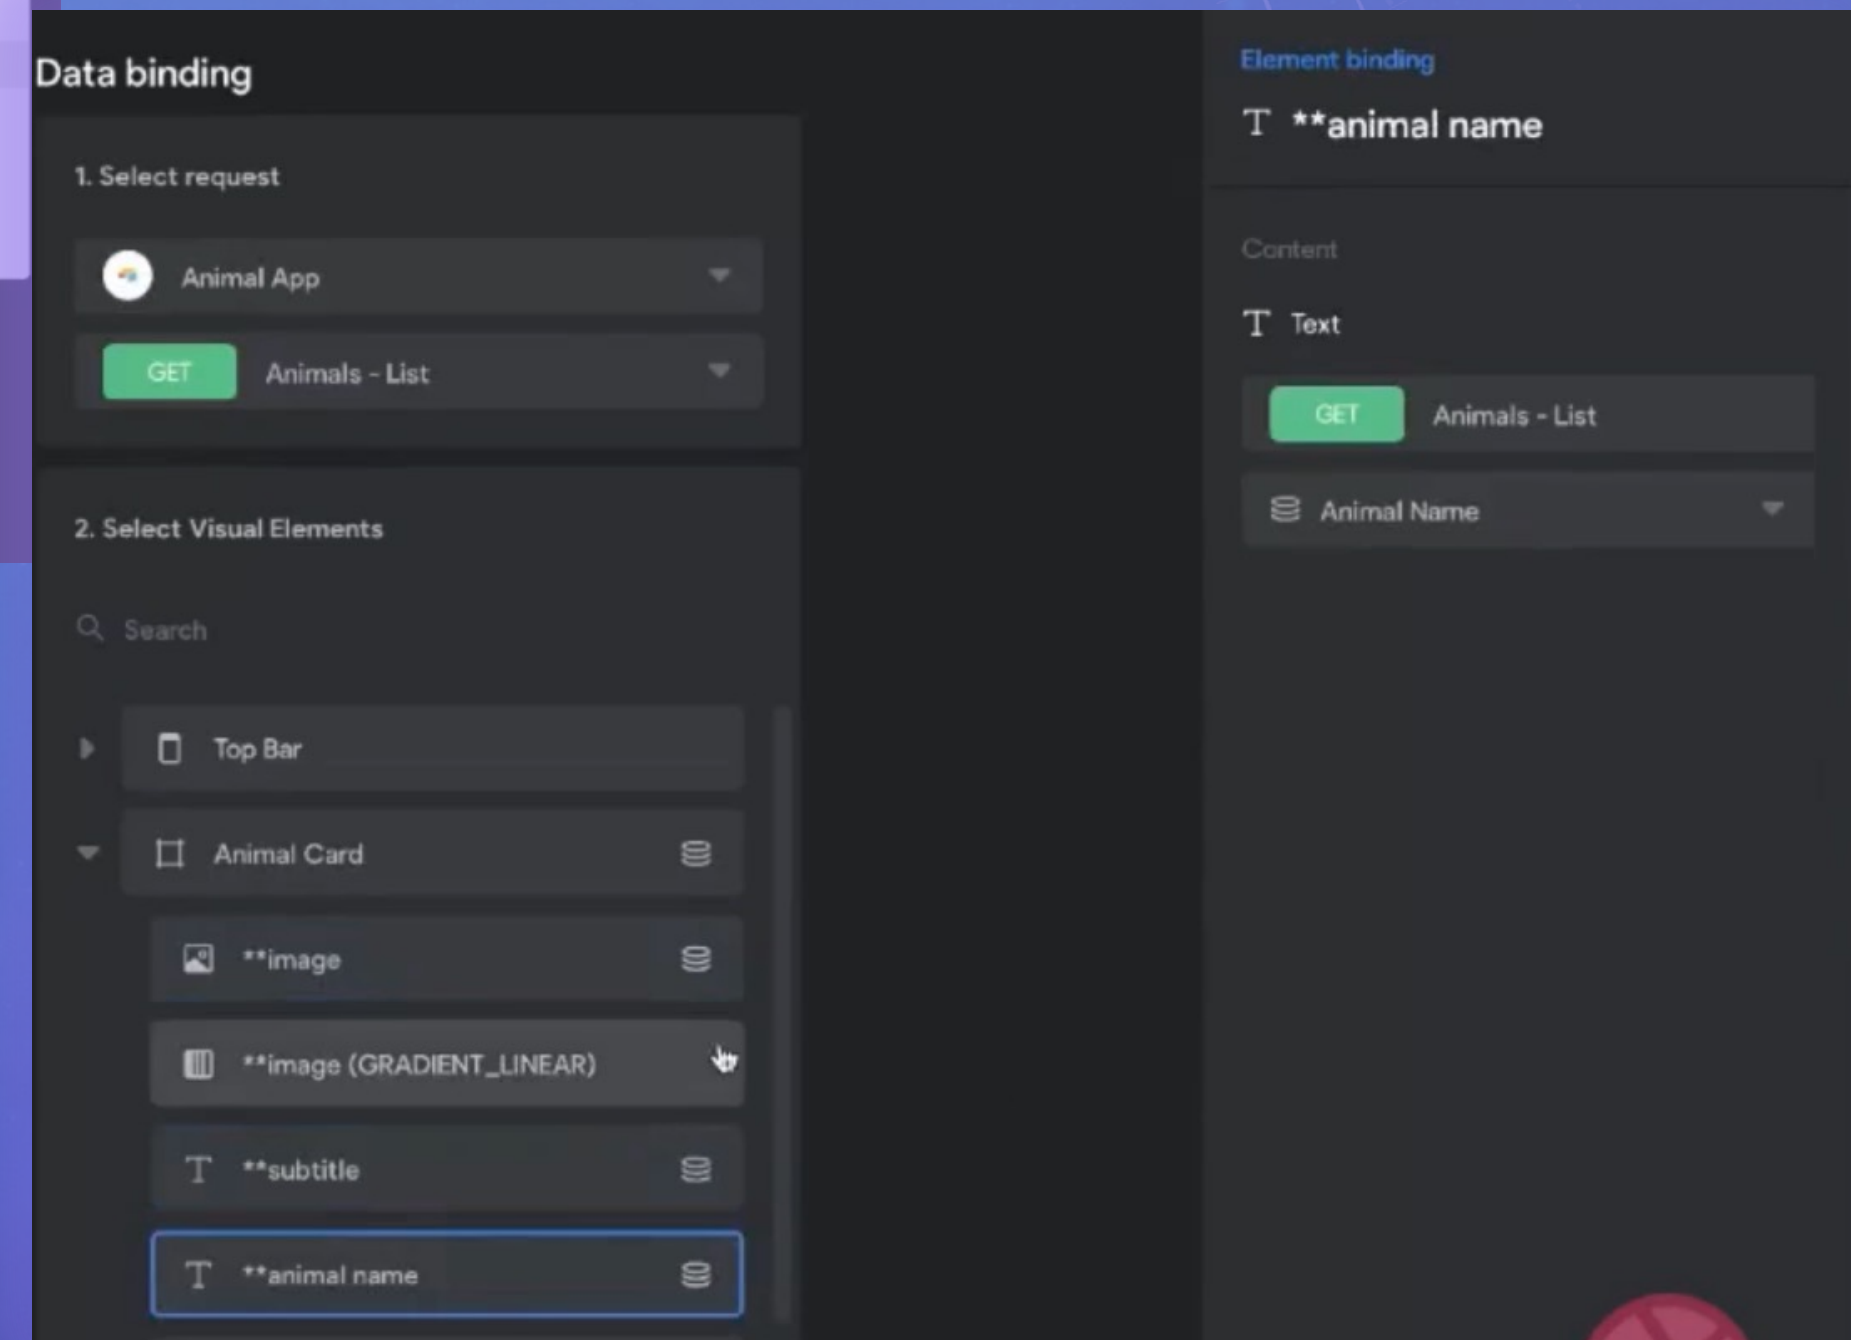 Data binding
1. Select request
Animal App
GET Animals - List
2. Select Visual Elements
Search
Top Bar
Animal Card
**image
**image (GRADIENT_LINEAR)
**subtitle
**animal name
Element binding
**animal name
Content
Text
GET Animals - List
Animal Name